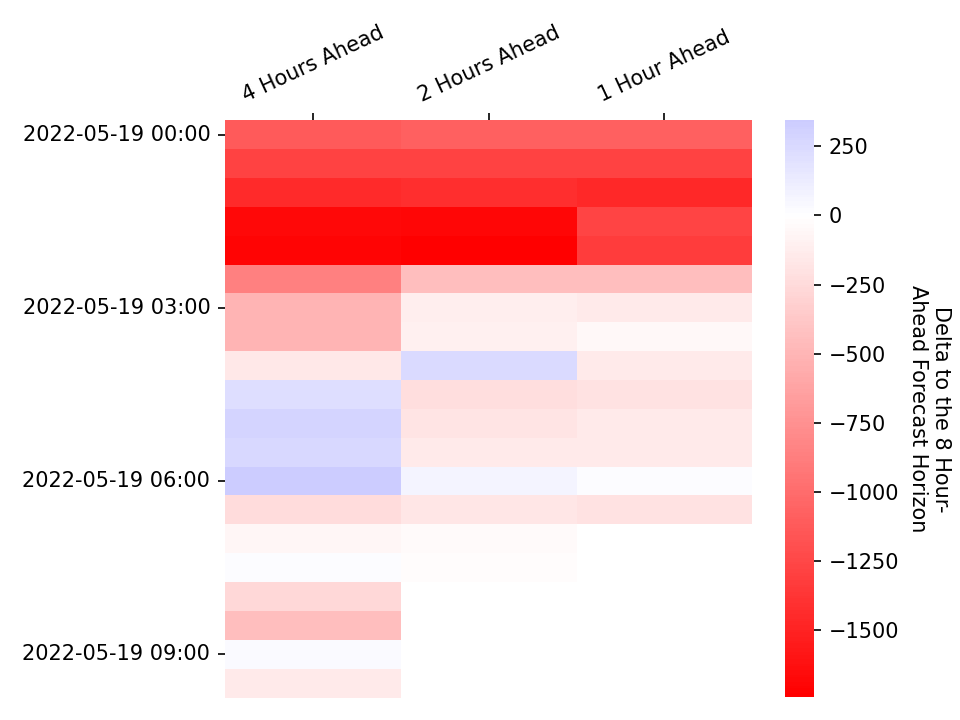 4 Hours Ahead
2 Hours Ahead
1 Hour Ahead
2022-05-19 00:00
2022-05-19 03:00
2022-05-19 06:00
2022-05-19 09:00
250
0
−250
−500
−750
−1000
−1250
−1500
Delta to the 8 Hour-
Ahead Forecast Horizon